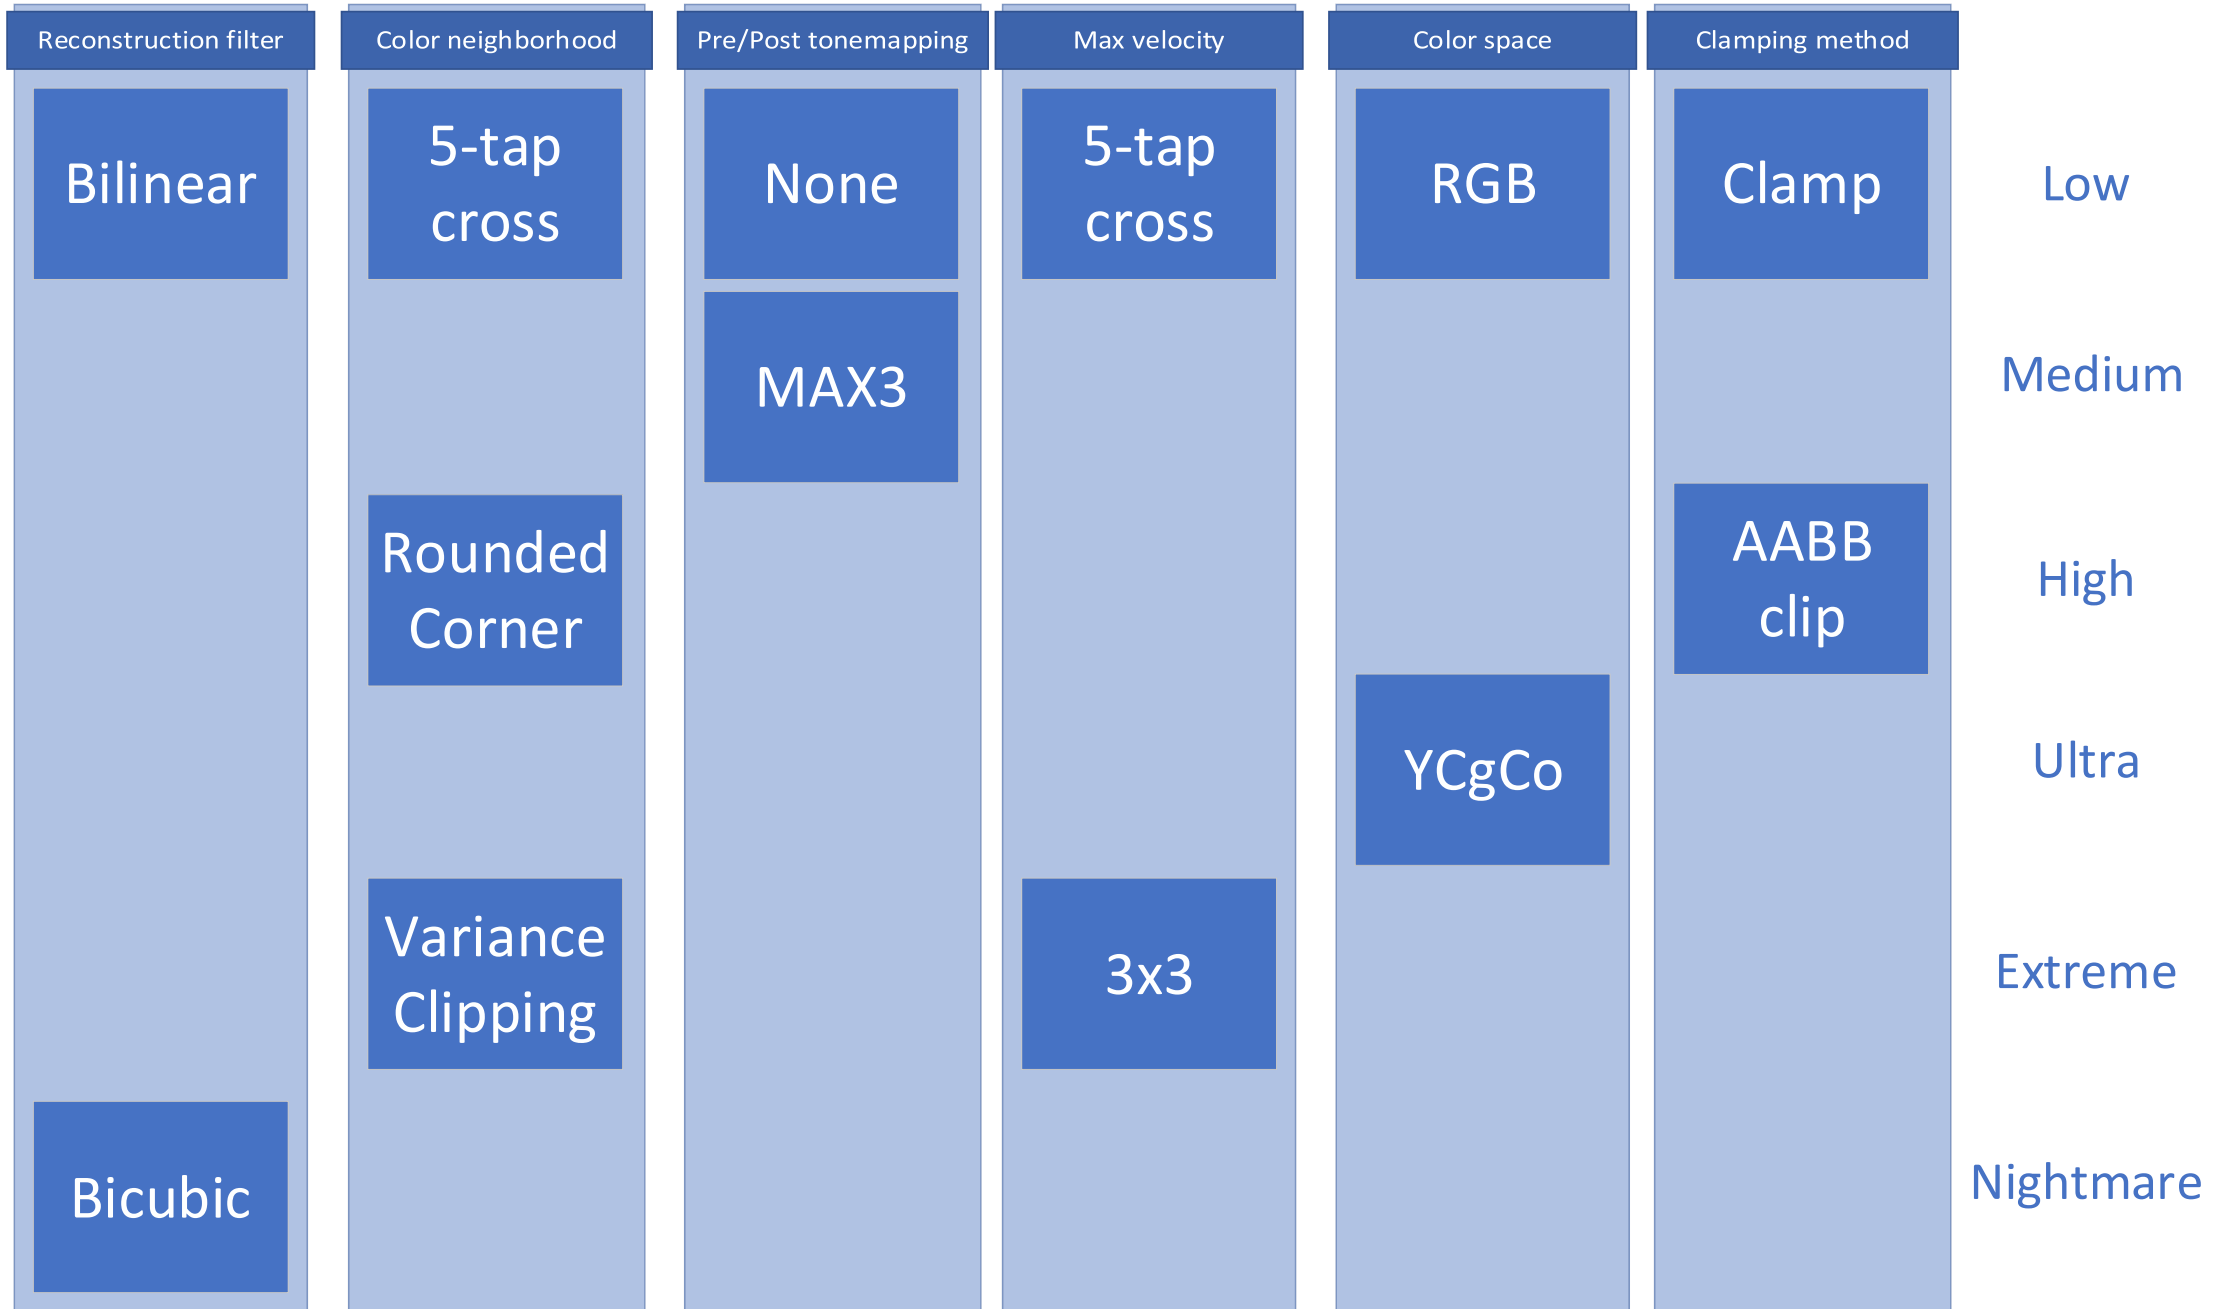 Reconstruction filter
Color neighborhood
Pre/Post tonemapping
Max velocity
Color space
Clamping method
Bilinear
5-tap
cross
None
5-tap
cross
RGB
Clamp
Low
MAX3
Medium
Rounded
Corner
AABB
clip
High
YCgCo
Ultra
Variance
Clipping
3x3
Extreme
Bicubic
Nightmare